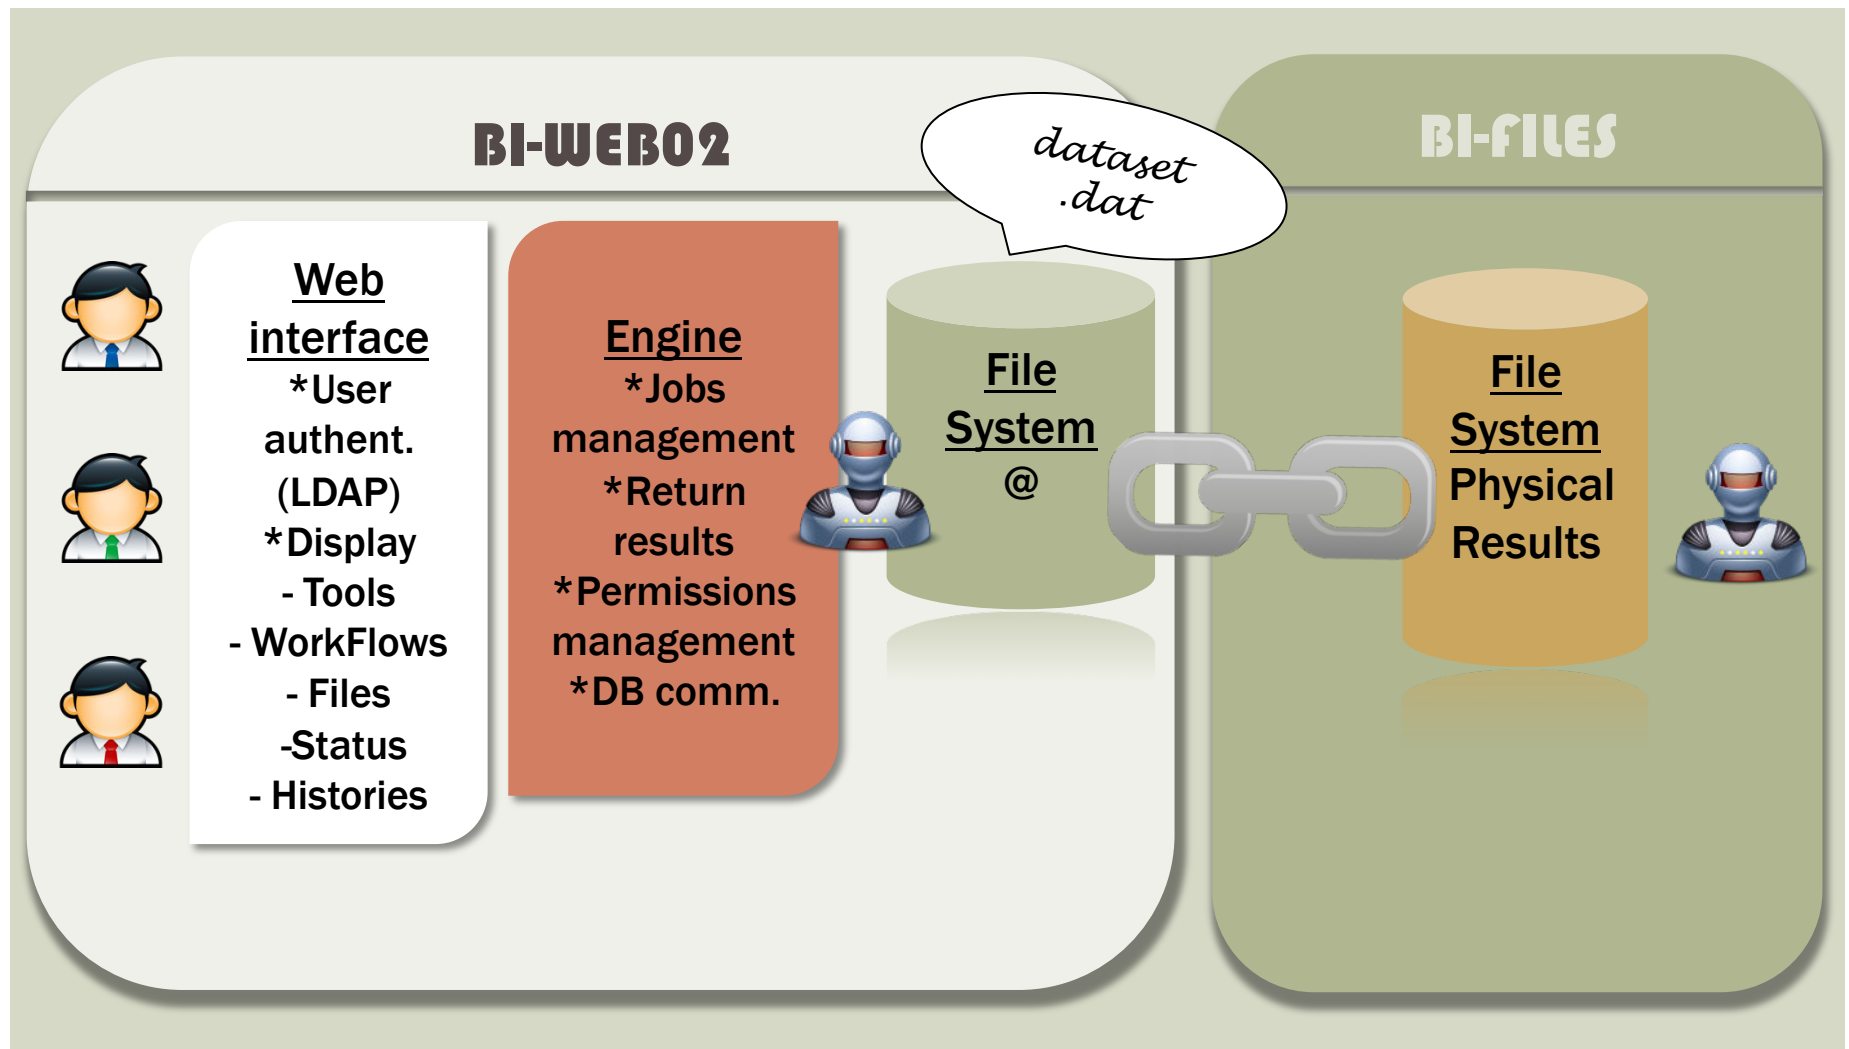 BI-WEB02
BI-FILES
dataset
.dat
Web
interface
*User
authent.
(LDAP)
*Display
- Tools
- WorkFlows
- Files
-Status
- Histories
Engine
*Jobs
management
*Return
results
*Permissions
management
*DB comm.
File
System
@
File
System
Physical
Results